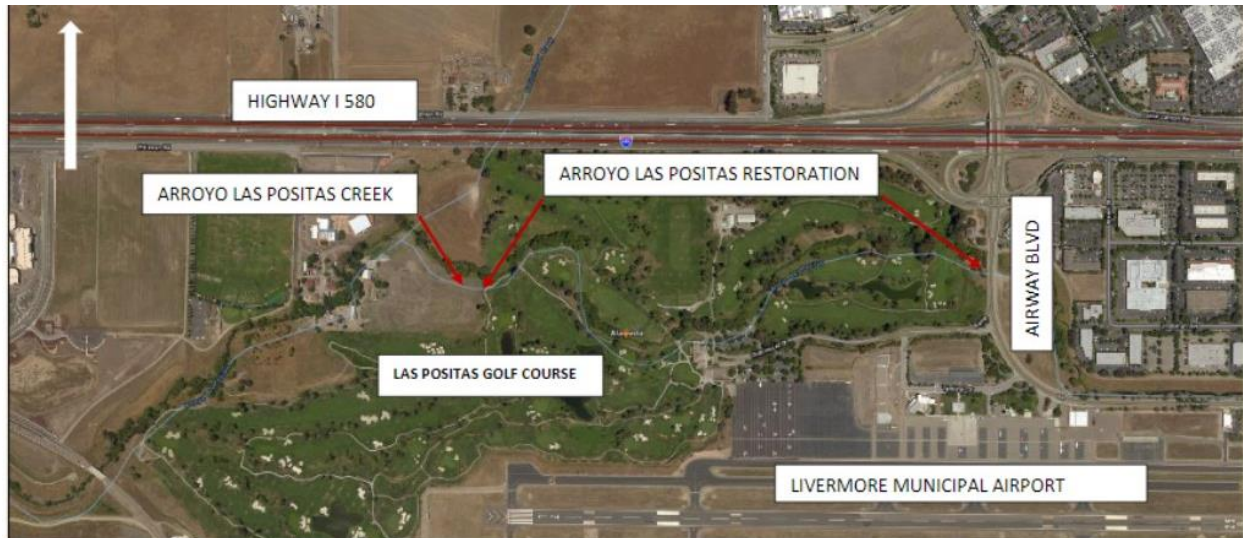 HIGHWAY I 580
ARROYO LAS POSITAS RESTORATION
ARROYO LAS POSITAS CREEK
AIRWAY BLVD
LAS POSITAS GOLF COURSE
LIVERMORE MUNICIPAL AIRPORT